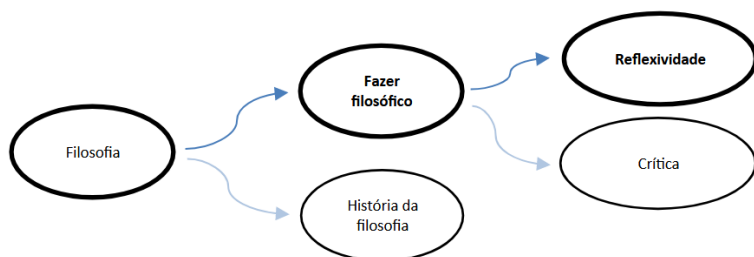 Filosofia
Fazer
filosófico
História da
filosofia
Reflexividade
Crítica